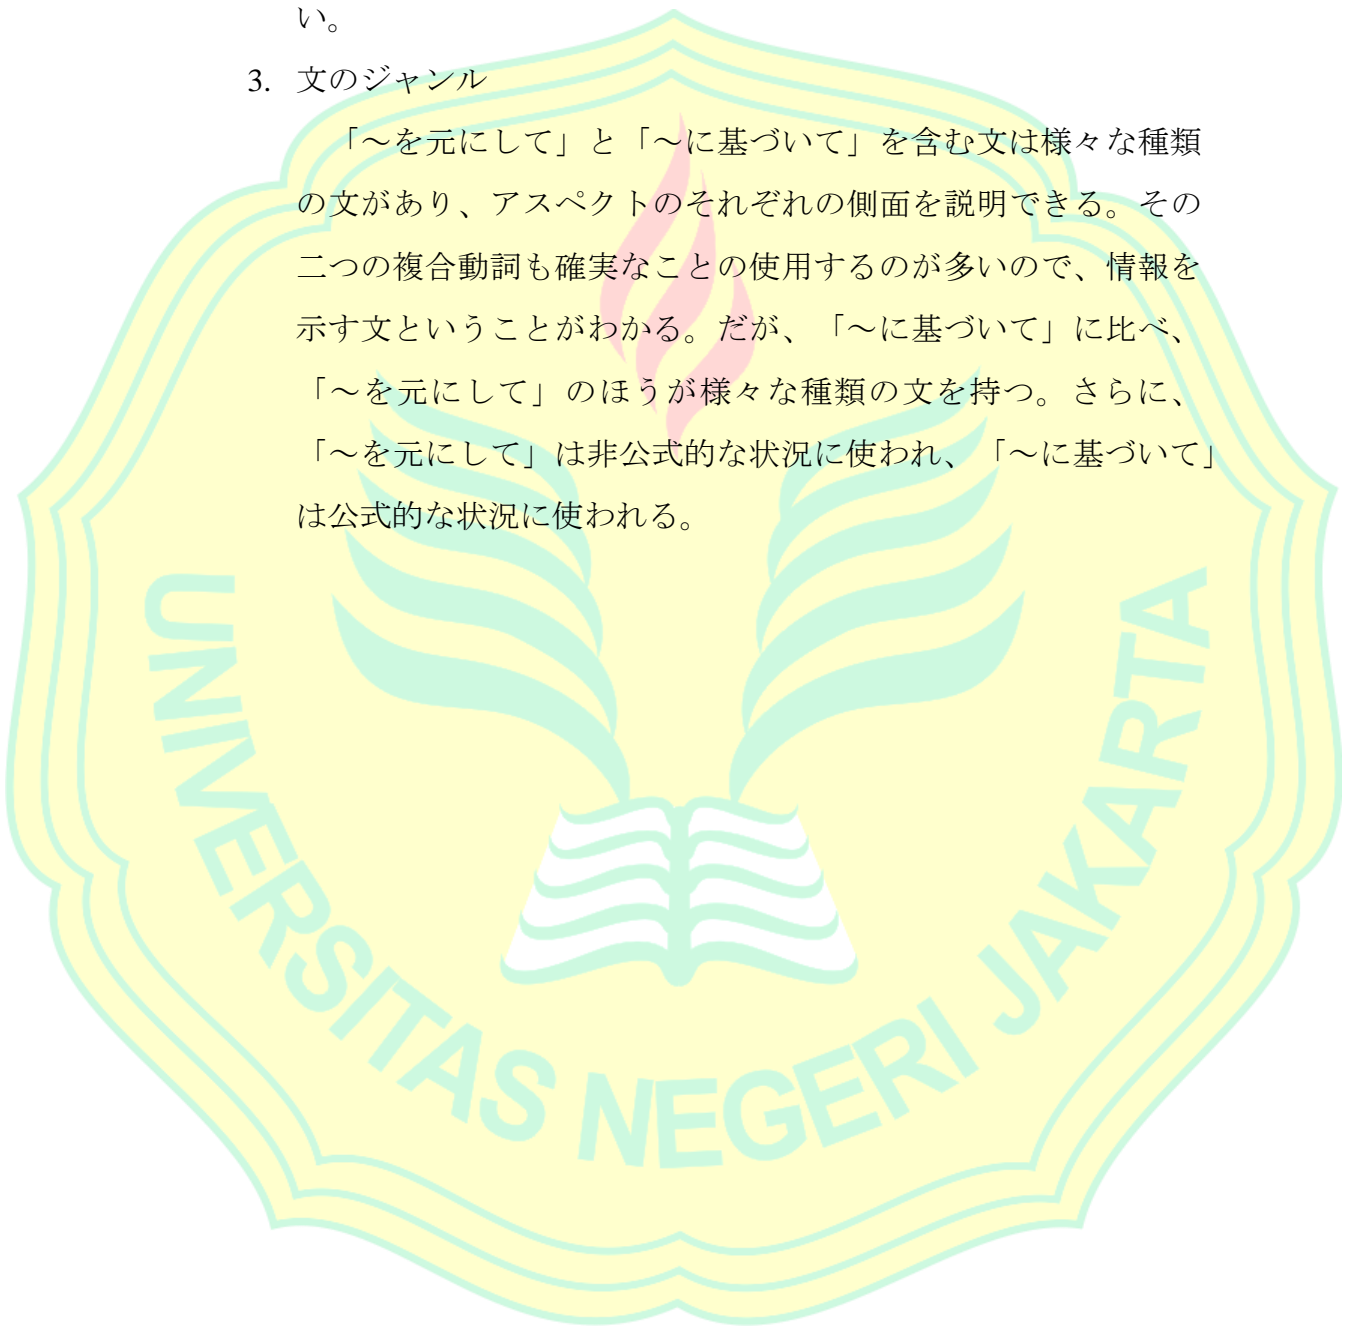 い。
3. 文のジャンル
「～を元にして」と「～に基づいて」を含む文は様々な種類
の文があり、アスペクトのそれぞれの側面を説明できる。その
二つの複合動詞も確実なことの使用するのが多いので、情報を
示す文ということがわかる。だが、「～に基づいて」に比べ、
「～を元にして」のほうが様々な種類の文を持つ。さらに、
「～を元にして」は非公式的な状況に使われ、「～に基づいて」
は公式的な状況に使われる。
UNIVERSITAS NEGERI JAKARTA